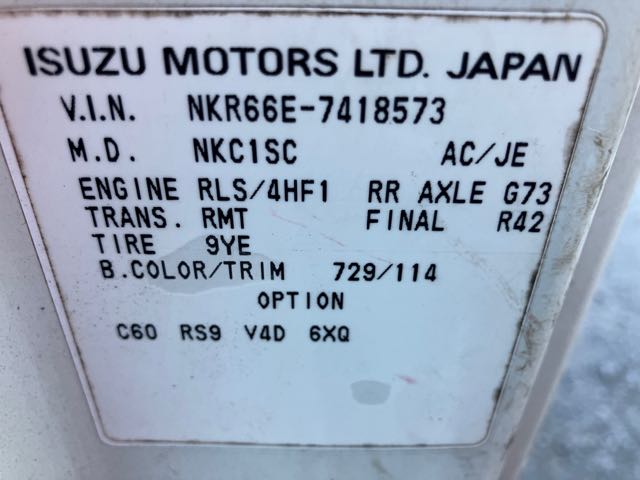 ISUZU MOTORS LTD. JAPAN
V.I.N. NKR66E-7418573
M.D. NKC1SC AC/JE
ENGINE RLS/4HF1 RR AXLE G73
TRANS. RMT FINAL R42
TIRE 9YE
B.COLOR/TRIM 729/114
OPTION
C60 RS9 V4D 6XQ